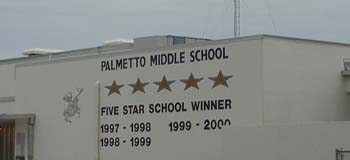 PALMETTO MIDDLE SCHOOL
FIVE STAR SCHOOL WINNER
1997 - 1998 1999 - 2000
1998 - 1999